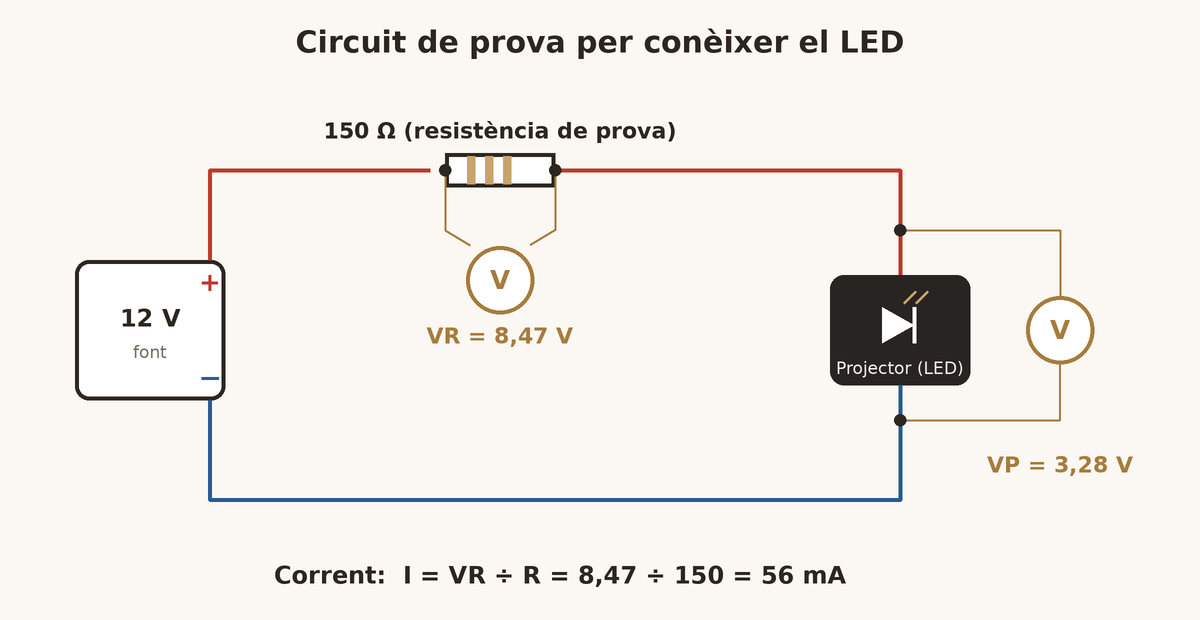 Circuit de prova per conèixer el LED
150 Ω (resistència de prova)
+
12 V
font
−
V
VR = 8,47 V
Projector (LED)
V
VP = 3,28 V
Corrent:  I = VR ÷ R = 8,47 ÷ 150 = 56 mA